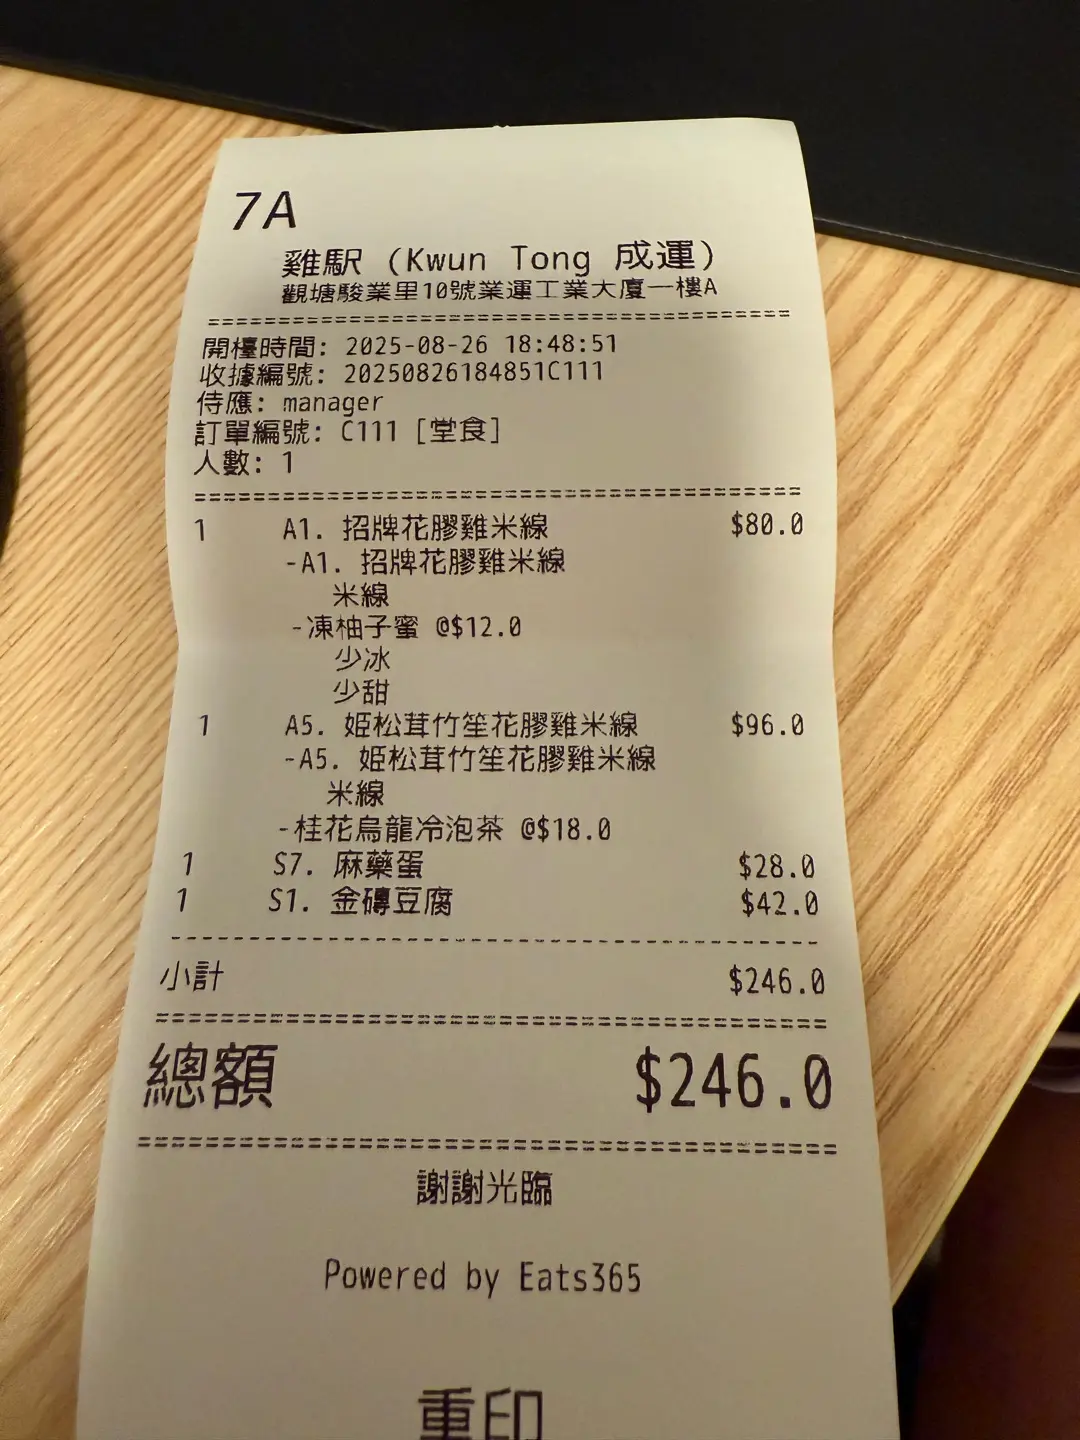 7A
雞駅 (Kwun Tong 成運)
觀塘駿業里10號業運工業大廈一樓A
開檯時間: 2025-08-26 18:48:51
收據編號: 20250826184851C111
侍應: manager
訂單編號: C111 [堂食]
人數: 1
1 A1. 招牌花膠雞米線 $80.0
-A1. 招牌花膠雞米線
米線
-凍柚子蜜 @$12.0
少冰
少甜
1 A5. 姬松茸竹笙花膠雞米線 $96.0
-A5. 姬松茸竹笙花膠雞米線
米線
-桂花烏龍冷泡茶 @$18.0
1 S7. 麻藥蛋 $28.0
1 S1. 金磚豆腐 $42.0
小計 $246.0
總額 $246.0
謝謝光臨
Powered by Eats365
重印